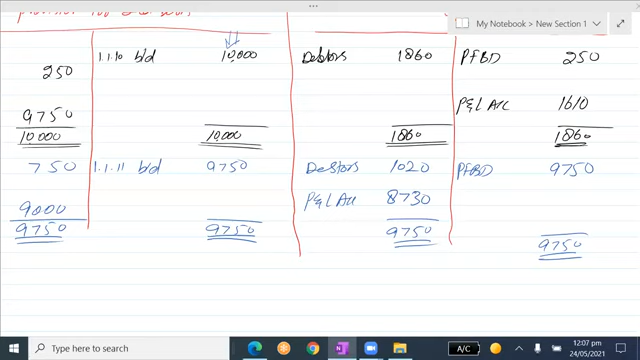 My Notebook > New Section 1
1.1.10 b/d 10,000 Debtors 1860 PFBD 250
250
P&L A/c 1610
9750
10,000 10,000 1860 1860
750 1.1.11 b/d 9750 Debtors 1020 PFBD 9750
9000 P&L A/c 8730
9750 9750 9750
9750
Type here to search
A/C
12:07 pm
24/05/2021